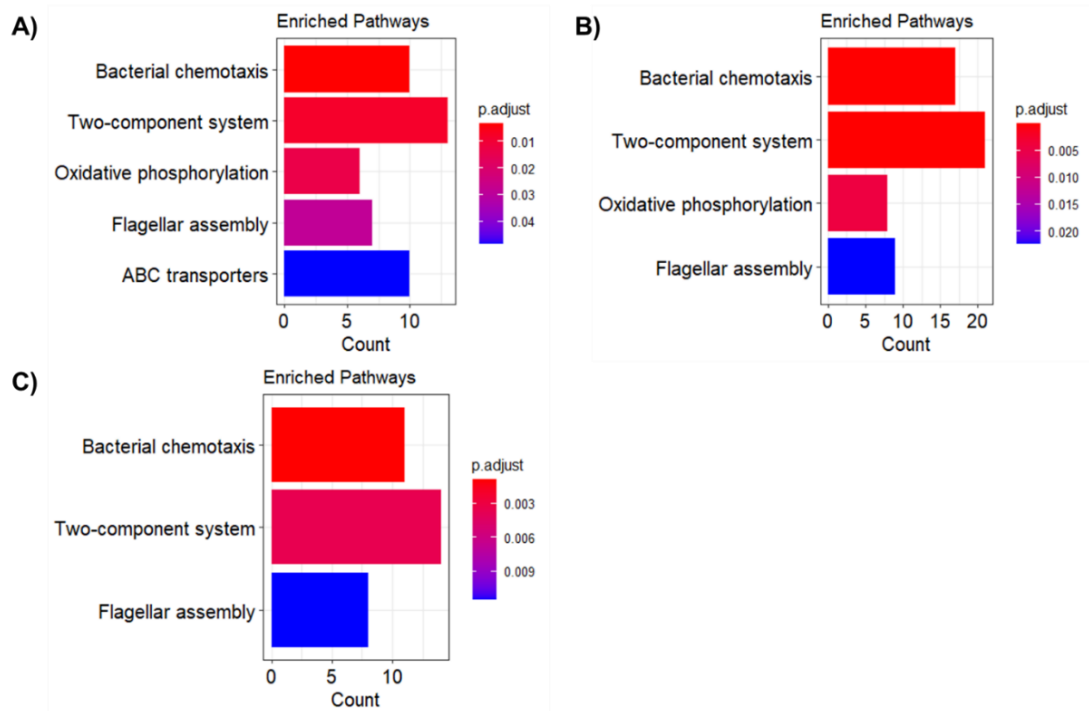 A)
Enriched Pathways
Bacterial chemotaxis
Two-component system
Oxidative phosphorylation
Flagellar assembly
ABC transporters
0 5 10
Count
p.adjust
0.01
0.02
0.03
0.04
B)
Enriched Pathways
Bacterial chemotaxis
Two-component system
Oxidative phosphorylation
Flagellar assembly
0 5 10 15 20
Count
p.adjust
0.005
0.010
0.015
0.020
C)
Enriched Pathways
Bacterial chemotaxis
Two-component system
Flagellar assembly
0 5 10
Count
p.adjust
0.003
0.006
0.009